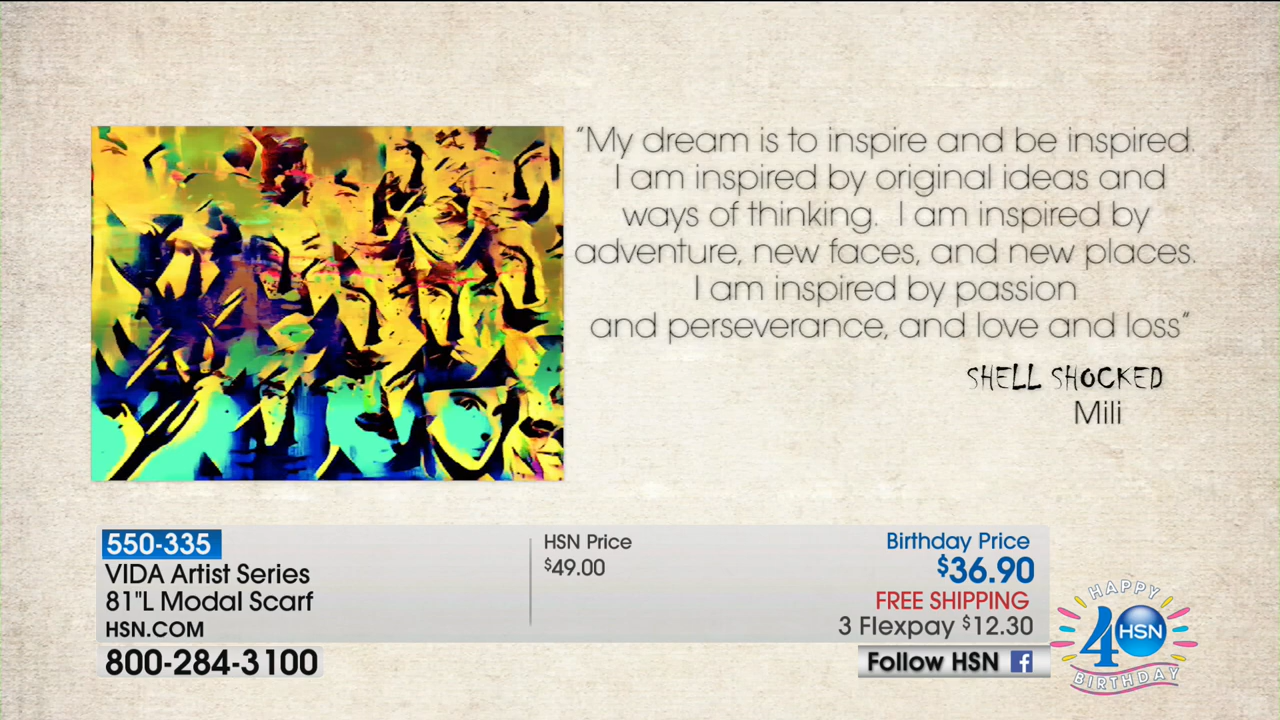 “My dream is to inspire and be inspired.
I am inspired by original ideas and
ways of thinking. I am inspired by
adventure, new faces, and new places.
I am inspired by passion
and perseverance, and love and loss”
SHELL SHOCKED
Mili
550-335
VIDA Artist Series
81"L Modal Scarf
HSN.COM
800-284-3100
HSN Price
$49.00
Birthday Price
$36.90
FREE SHIPPING
3 Flexpay $12.30
Follow HSN f
HAPPY
40 HSN
BIRTHDAY